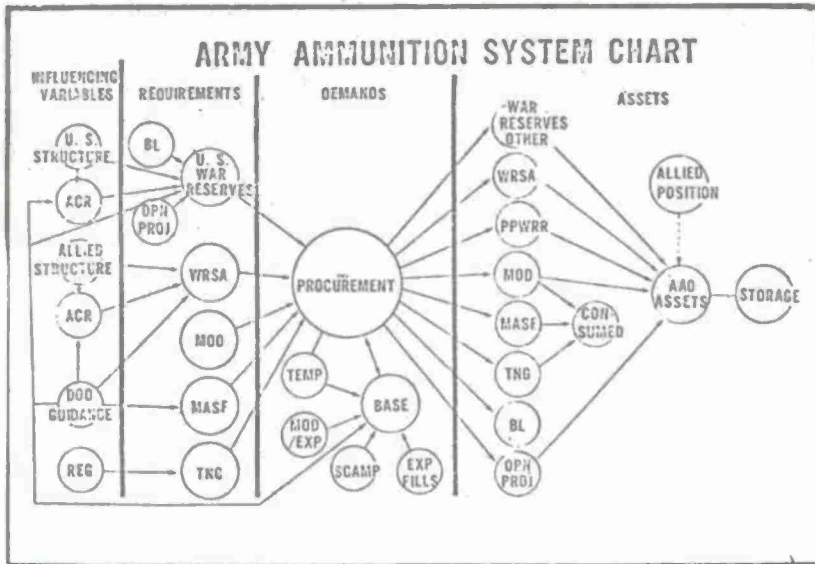 ARMY AMMUNITION SYSTEM CHART
INFLUENCING
VARIABLES
REQUIREMENTS
DEMANDS
ASSETS
U. S.
STRUCTURE
ACR
ALLIED
STRUCTURE
ACR
DOD
GUIDANCE
REG
BL
U. S.
WAR
RESERVES
OPN
PROJ
WRSA
MOD
MASF
TNG
PROCUREMENT
TEMP
BASE
MOD
/EXP
SCAMP
EXP
FILLS
WAR
RESERVES
OTHER
WRSA
PPWRR
MOD
MASF
CON-
SUMED
TNG
BL
OPN
PROJ
ALLIED
POSITION
AAO
ASSETS
STORAGE